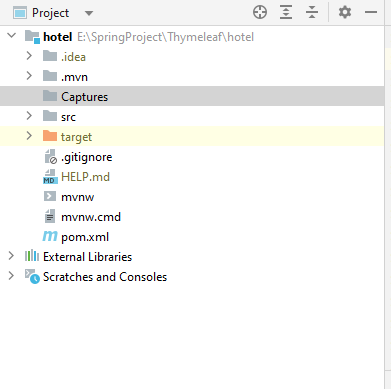 Project
hotel E:\SpringProject\Thymeleaf\hotel
.idea
.mvn
Captures
src
target
.gitignore
MD HELP.md
mvnw
mvnw.cmd
m pom.xml
External Libraries
Scratches and Consoles